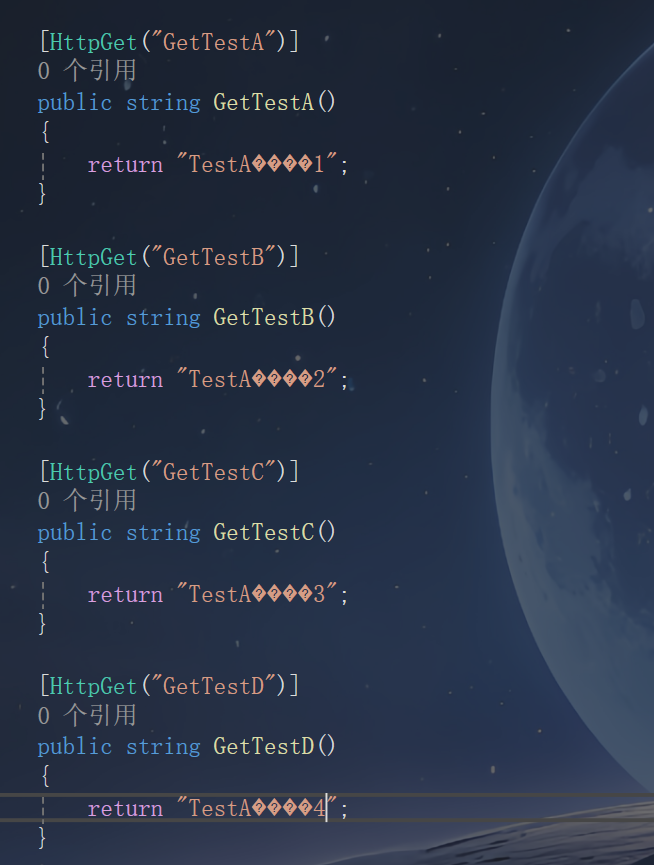 [HttpGet("GetTestA")]
0 个引用
public string GetTestA()
{
return "TestA����1";
}
[HttpGet("GetTestB")]
0 个引用
public string GetTestB()
{
return "TestA����2";
}
[HttpGet("GetTestC")]
0 个引用
public string GetTestC()
{
return "TestA����3";
}
[HttpGet("GetTestD")]
0 个引用
public string GetTestD()
{
return "TestA����4";
}